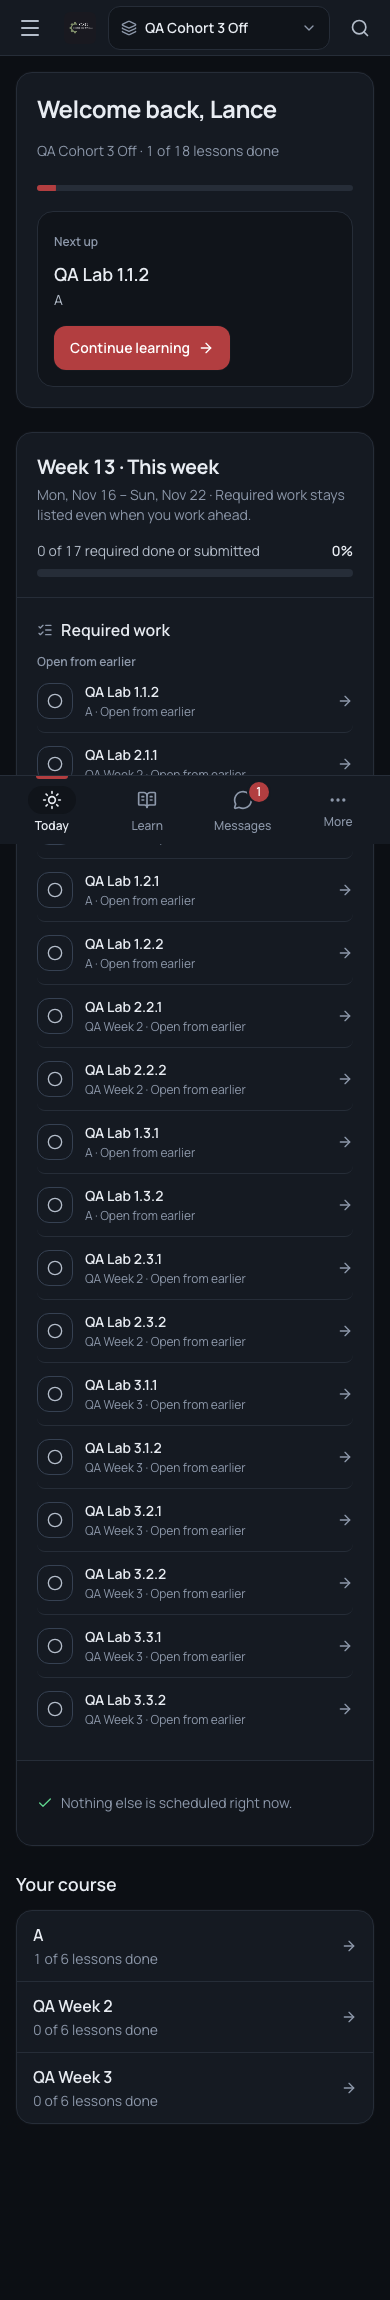 QA Cohort 3 Off
Welcome back, Lance
QA Cohort 3 Off · 1 of 18 lessons done
Next up
QA Lab 1.1.2
A
Continue learning
Week 13 · This week
Mon, Nov 16 – Sun, Nov 22 · Required work stays
listed even when you work ahead.
0 of 17 required done or submitted 0%
Required work
Open from earlier
QA Lab 1.1.2
A · Open from earlier
QA Lab 2.1.1
QA Week 2 · Open from earlier
Today Learn Messages 1 More
QA Lab 1.2.1
A · Open from earlier
QA Lab 1.2.2
A · Open from earlier
QA Lab 2.2.1
QA Week 2 · Open from earlier
QA Lab 2.2.2
QA Week 2 · Open from earlier
QA Lab 1.3.1
A · Open from earlier
QA Lab 1.3.2
A · Open from earlier
QA Lab 2.3.1
QA Week 2 · Open from earlier
QA Lab 2.3.2
QA Week 2 · Open from earlier
QA Lab 3.1.1
QA Week 3 · Open from earlier
QA Lab 3.1.2
QA Week 3 · Open from earlier
QA Lab 3.2.1
QA Week 3 · Open from earlier
QA Lab 3.2.2
QA Week 3 · Open from earlier
QA Lab 3.3.1
QA Week 3 · Open from earlier
QA Lab 3.3.2
QA Week 3 · Open from earlier
Nothing else is scheduled right now.
Your course
A
1 of 6 lessons done
QA Week 2
0 of 6 lessons done
QA Week 3
0 of 6 lessons done